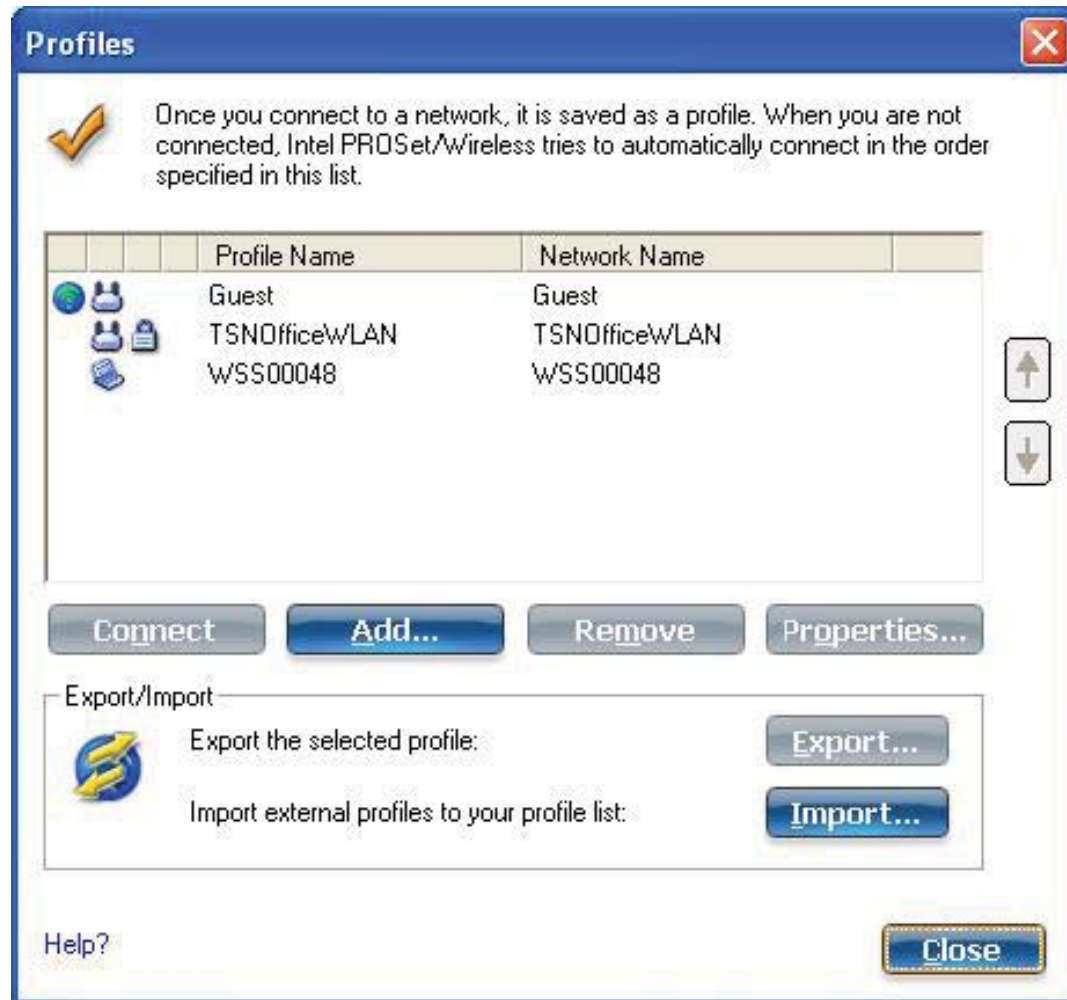 Profiles
Once you connect to a network, it is saved as a profile. When you are not
connected, Intel PROSet/Wireless tries to automatically connect in the order
specified in this list.
Profile Name Network Name
Guest Guest
TSNOfficeWLAN TSNOfficeWLAN
WSS00048 WSS00048
Connect Add... Remove Properties...
Export/Import
Export the selected profile: Export...
Import external profiles to your profile list: Import...
Help? Close